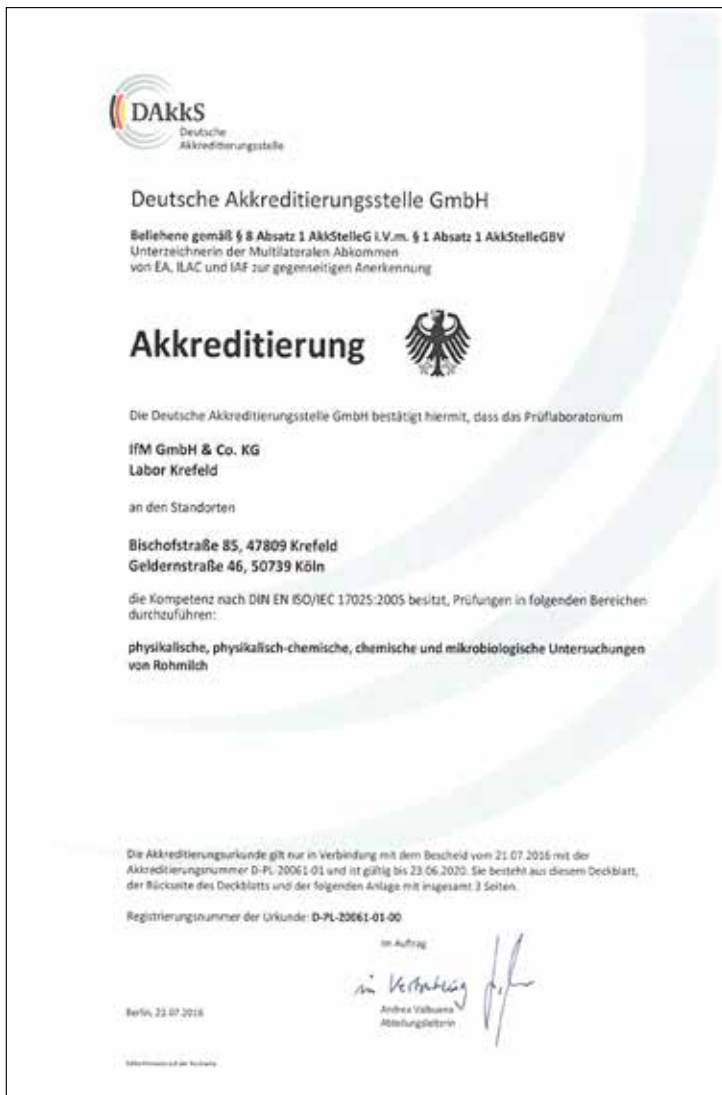 DAkkS
Deutsche
Akkreditierungsstelle
Deutsche Akkreditierungsstelle GmbH
Beliehene gemäß § 8 Absatz 1 AkkStelleG i.V.m. § 1 Absatz 1 AkkStelleGBV
Unterzeichnerin der Multilateralen Abkommen
von EA, ILAC und IAF zur gegenseitigen Anerkennung
Akkreditierung
Die Deutsche Akkreditierungsstelle GmbH bestätigt hiermit, dass das Prüflaboratorium
IfM GmbH & Co. KG
Labor Krefeld
an den Standorten
Bischofstraße 85, 47809 Krefeld
Geldernstraße 46, 50739 Köln
die Kompetenz nach DIN EN ISO/IEC 17025:2005 besitzt, Prüfungen in folgenden Bereichen
durchzuführen:
physikalische, physikalisch-chemische, chemische und mikrobiologische Untersuchungen
von Rohmilch
Die Akkreditierungsurkunde gilt nur in Verbindung mit dem Bescheid vom 21.07.2016 mit der
Akkreditierungsnummer D-PL-20061-01 und ist gültig bis 23.06.2020. Sie besteht aus diesem Deckblatt,
der Rückseite des Deckblatts und der folgenden Anlage mit insgesamt 3 Seiten.
Registrierungsnummer der Urkunde: D-PL-20061-01-00
Im Auftrag
in Vertretung
Berlin, 21.07.2016
Andrea Valbuena
Abteilungsleiterin